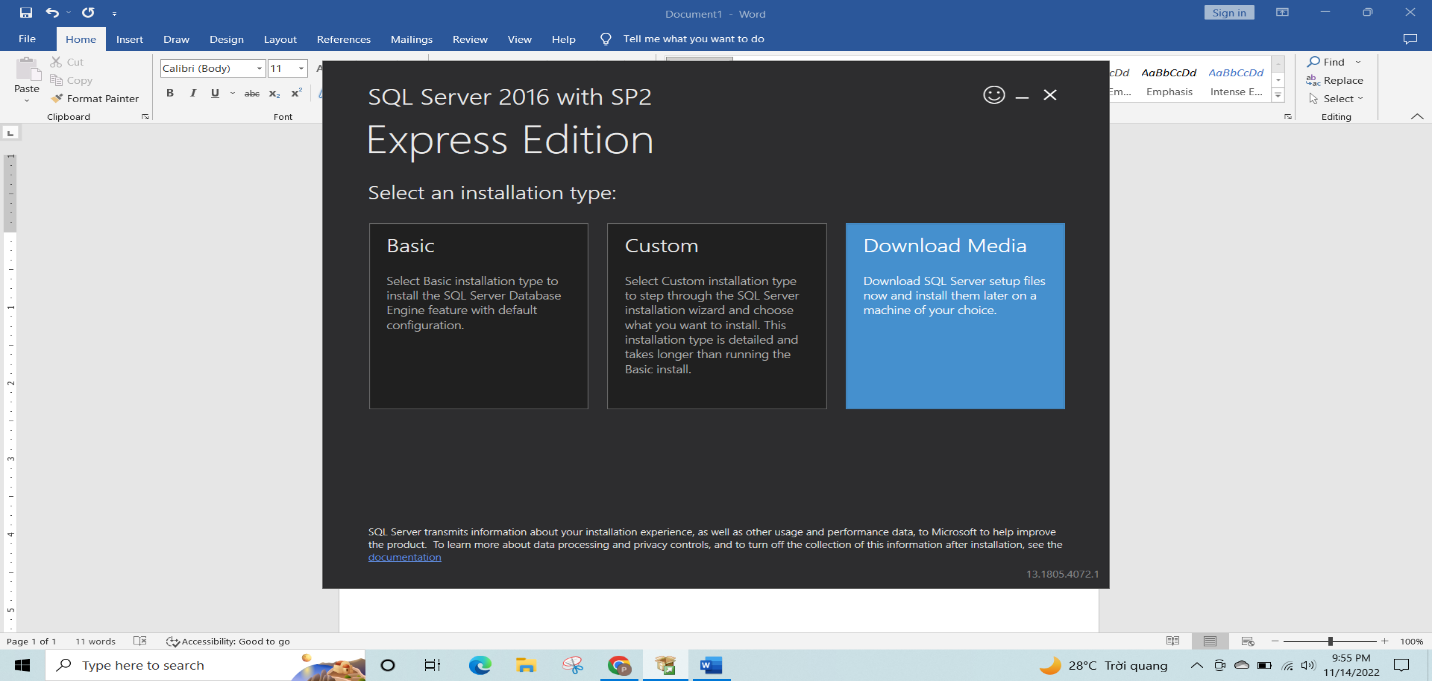 Document1 - Word
Sign in
File Home Insert Draw Design Layout References Mailings Review View Help Tell me what you want to do
Paste
Cut
Copy
Format Painter
Clipboard
Calibri (Body) 11
B I U abc X₂ X²
Font
AaBbCcDd AaBbCcDd
Em... Emphasis Intense E...
Find
Replace
Select
Editing
SQL Server 2016 with SP2
Express Edition
Select an installation type:
Basic
Select Basic installation type to
install the SQL Server Database
Engine feature with default
configuration.
Custom
Select Custom installation type
to step through the SQL Server
installation wizard and choose
what you want to install. This
installation type is detailed and
takes longer than running the
Basic install.
Download Media
Download SQL Server setup files
now and install them later on a
machine of your choice.
SQL Server transmits information about your installation experience, as well as other usage and performance data, to Microsoft to help improve
the product. To learn more about data processing and privacy controls, and to turn off the collection of this information after installation, see the
documentation
13.1805.4072.1
Page 1 of 1 11 words Accessibility: Good to go 100%
Type here to search
28°C Trời quang
9:55 PM
11/14/2022